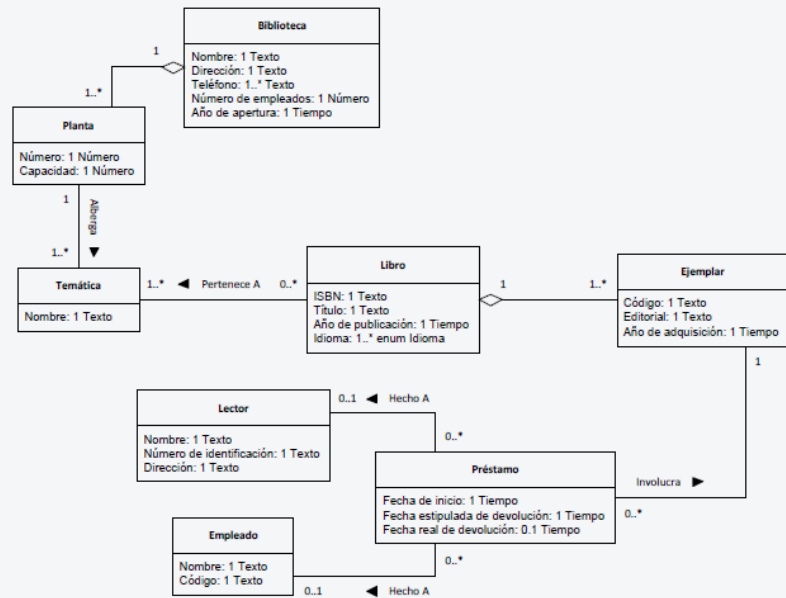 Biblioteca
Nombre: 1 Texto
Dirección: 1 Texto
Teléfono: 1..* Texto
Número de empleados: 1 Número
Año de apertura: 1 Tiempo
1
1..*
Planta
Número: 1 Número
Capacidad: 1 Número
1
Alberga ▼
1..*
Temática
Nombre: 1 Texto
1..* ◄ Pertenece A 0..*
Libro
ISBN: 1 Texto
Título: 1 Texto
Año de publicación: 1 Tiempo
Idioma: 1..* enum Idioma
1
1..*
Ejemplar
Código: 1 Texto
Editorial: 1 Texto
Año de adquisición: 1 Tiempo
1
Involucra ►
0..*
Lector
Nombre: 1 Texto
Número de identificación: 1 Texto
Dirección: 1 Texto
0..1 ◄ Hecho A
0..*
Préstamo
Fecha de inicio: 1 Tiempo
Fecha estipulada de devolución: 1 Tiempo
Fecha real de devolución: 0.1 Tiempo
0..*
Empleado
Nombre: 1 Texto
Código: 1 Texto
0..1 ◄ Hecho A